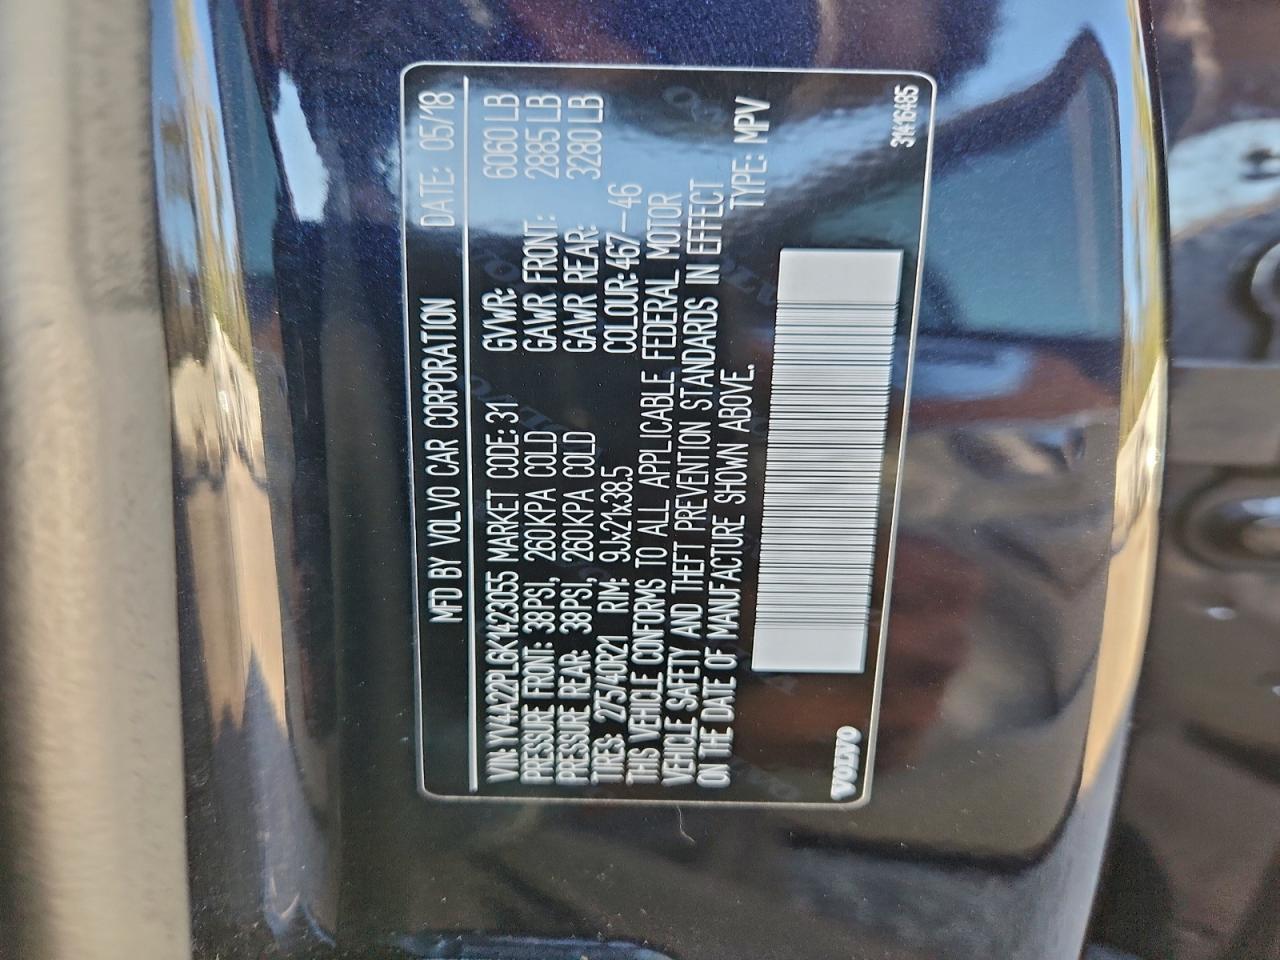 MFD BY VOLVO CAR CORPORATION DATE: 05/18
VIN: YV4A22PL6K1423055 MARKET CODE: 31 GVWR: 6060 LB
PRESSURE FRONT: 38PSI, 260KPA COLD GAWR FRONT: 2885 LB
PRESSURE REAR: 38PSI, 260KPA COLD GAWR REAR: 3280 LB
TIRES: 275/40R21 RIM: 9Jx21x38.5 COLOUR: 467–46
THIS VEHICLE CONFORMS TO ALL APPLICABLE FEDERAL MOTOR
VEHICLE SAFETY AND THEFT PREVENTION STANDARDS IN EFFECT
ON THE DATE OF MANUFACTURE SHOWN ABOVE. TYPE: MPV
VOLVO 31416485